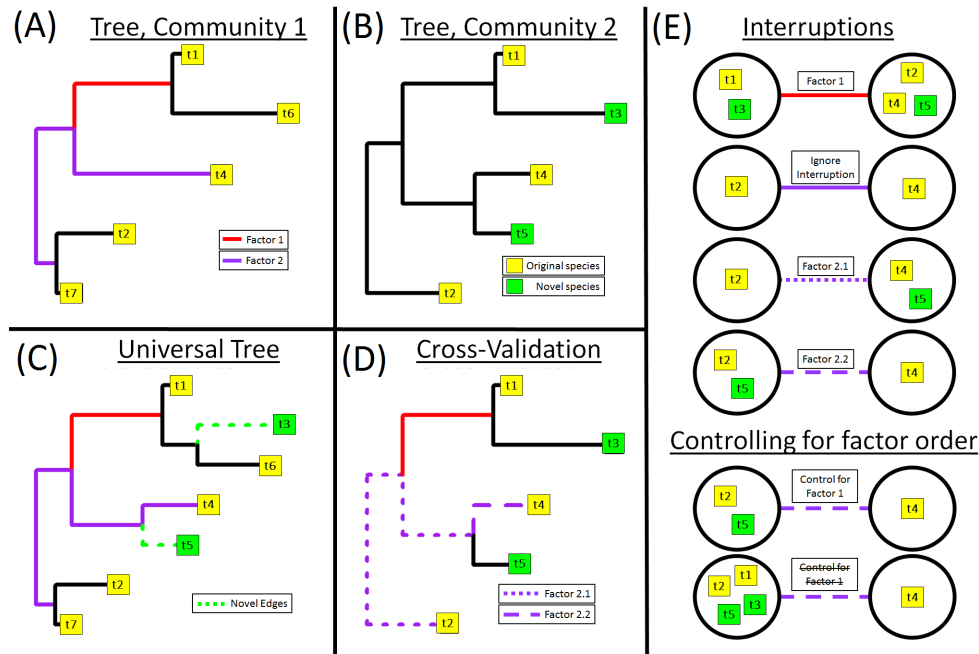 (A)
Tree, Community 1
t1
t6
t4
t2
t7
Factor 1
Factor 2
(B)
Tree, Community 2
t1
t3
t4
t5
t2
Original species
Novel species
(C)
Universal Tree
t1
t3
t6
t4
t5
t2
t7
Novel Edges
(D)
Cross-Validation
t1
t3
t4
t5
t2
Factor 2.1
Factor 2.2
(E)
Interruptions
t1
t3
Factor 1
t2
t4
t5
t2
Ignore
Interruption
t4
t2
Factor 2.1
t4
t5
t2
t5
Factor 2.2
t4
Controlling for factor order
t2
t5
Control for
Factor 1
t4
t2
t1
t5
t3
Control for
Factor 1
t4